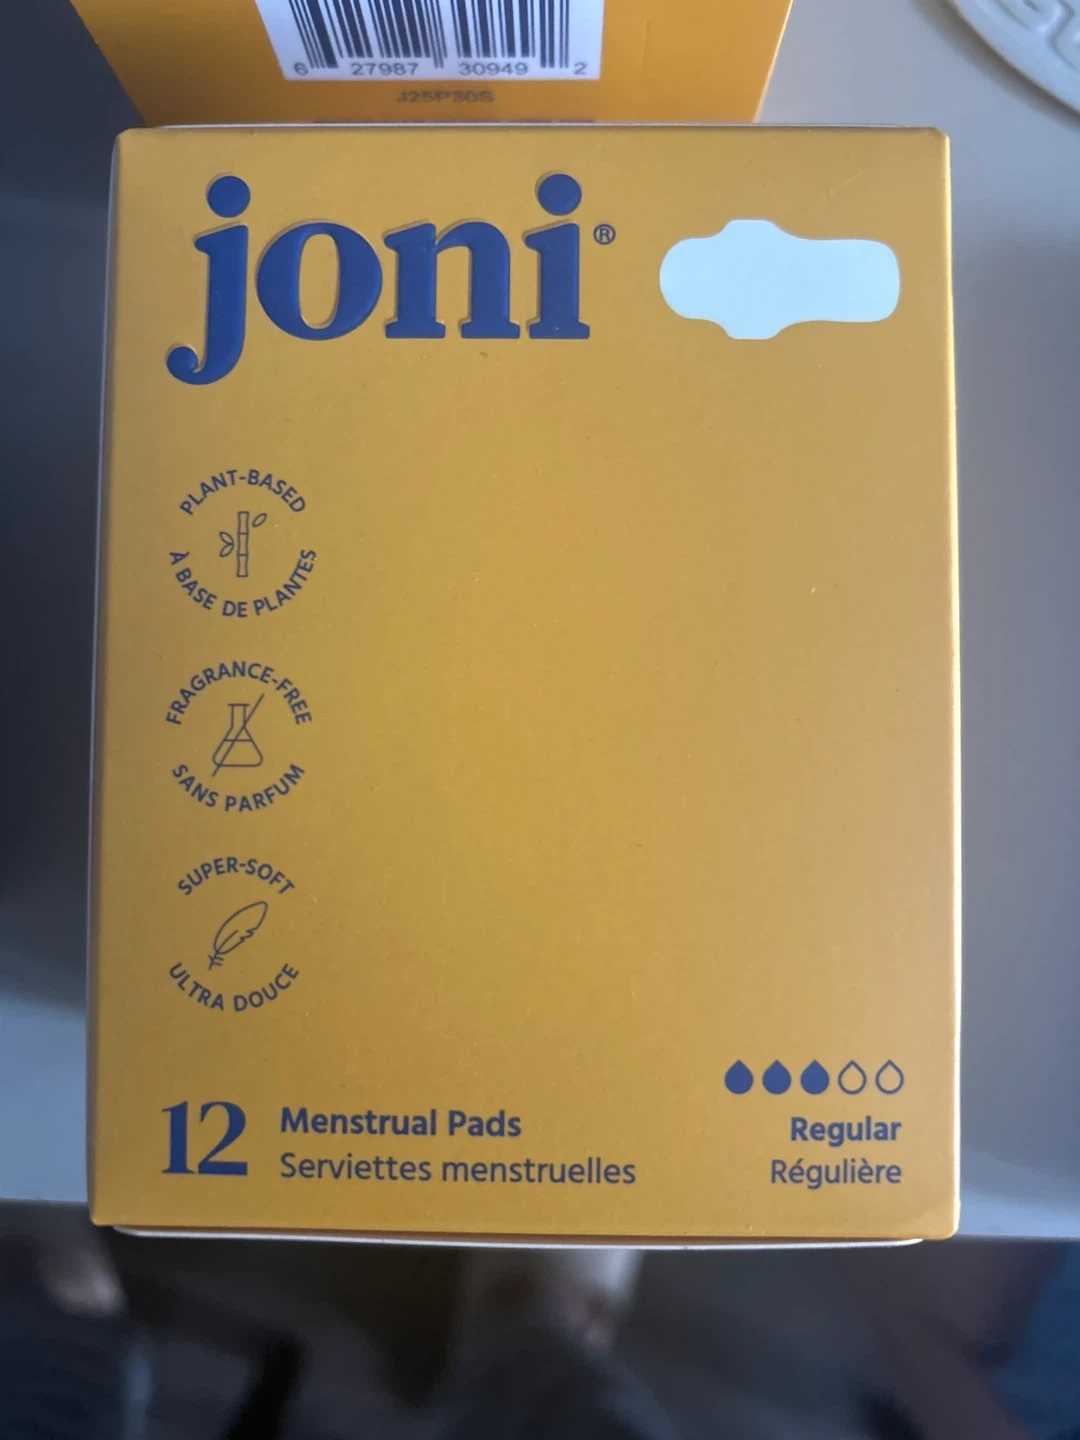 6 27987 30949 2
J25P30S
joni®
PLANT-BASED
À BASE DE PLANTES
FRAGRANCE-FREE
SANS PARFUM
SUPER-SOFT
ULTRA DOUCE
12 Menstrual Pads
Serviettes menstruelles
Regular
Régulière